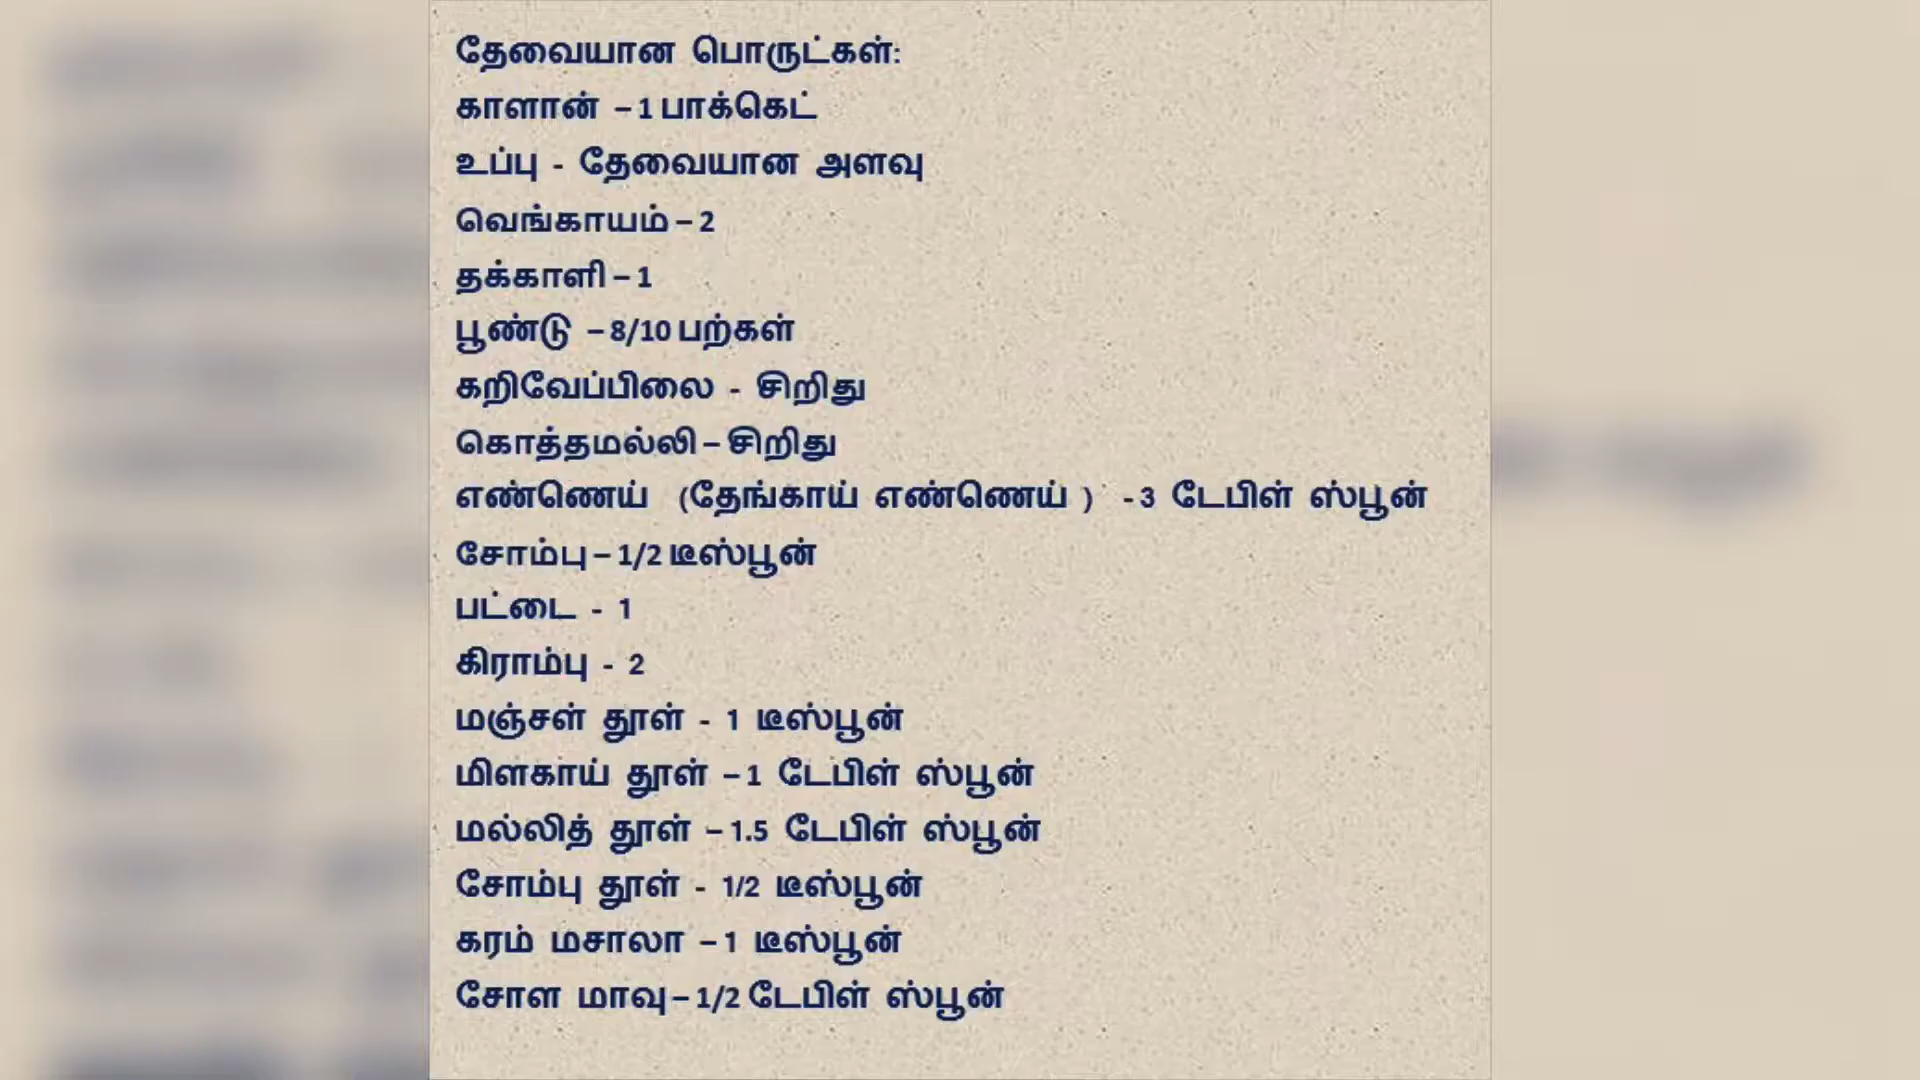 தேவையான பொருட்கள்:
காளான் – 1 பாக்கெட்
உப்பு - தேவையான அளவு
வெங்காயம் – 2
தக்காளி – 1
பூண்டு – 8/10 பற்கள்
கறிவேப்பிலை - சிறிது
கொத்தமல்லி – சிறிது
எண்ணெய் (தேங்காய் எண்ணெய் ) - 3 டேபிள் ஸ்பூன்
சோம்பு – 1/2 டீஸ்பூன்
பட்டை - 1
கிராம்பு - 2
மஞ்சள் தூள் - 1 டீஸ்பூன்
மிளகாய் தூள் – 1 டேபிள் ஸ்பூன்
மல்லித் தூள் – 1.5 டேபிள் ஸ்பூன்
சோம்பு தூள் - 1/2 டீஸ்பூன்
கரம் மசாலா – 1 டீஸ்பூன்
சோள மாவு – 1/2 டேபிள் ஸ்பூன்